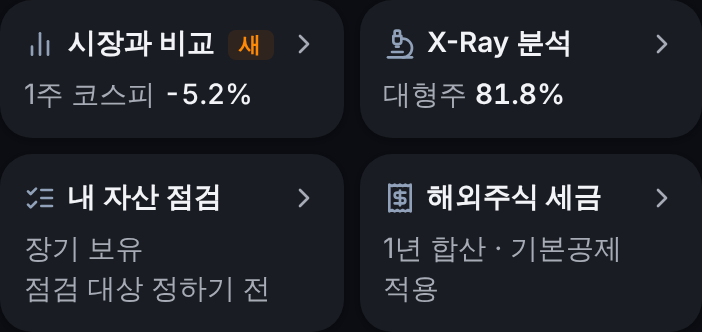 시장과 비교 새
1주 코스피 -5.2%
X-Ray 분석
대형주 81.8%
내 자산 점검
장기 보유
점검 대상 정하기 전
해외주식 세금
1년 합산 · 기본공제
적용